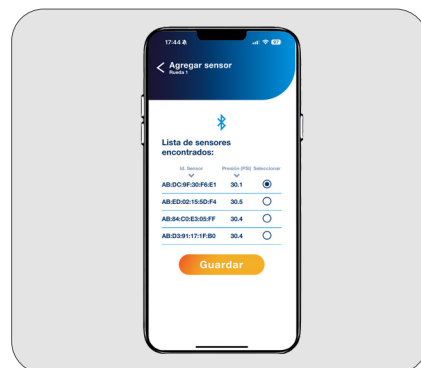 17:44
97
Agregar sensor
Rueda 1
Lista de sensores
encontrados:
Id. Sensor Presión (PSI) Seleccionar
AB:DC:9F:30:F6:E1 30.1
AB:ED:02:15:5D:F4 30.5
AB:84:C0:E3:05:FF 30.4
AB:D3:91:17:1F:B0 30.4
Guardar